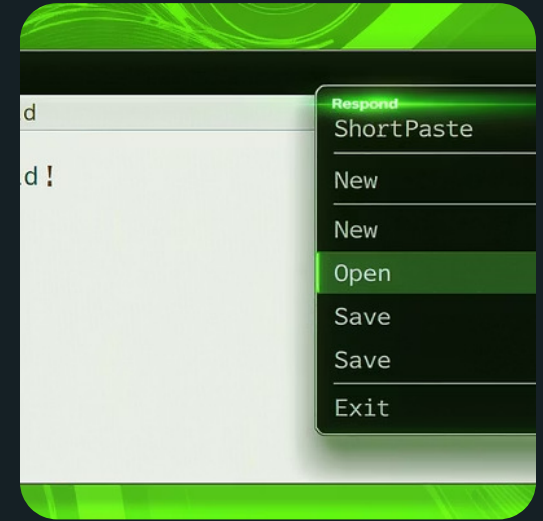 d
.d!
Respond
ShortPaste
New
New
Open
Save
Save
Exit